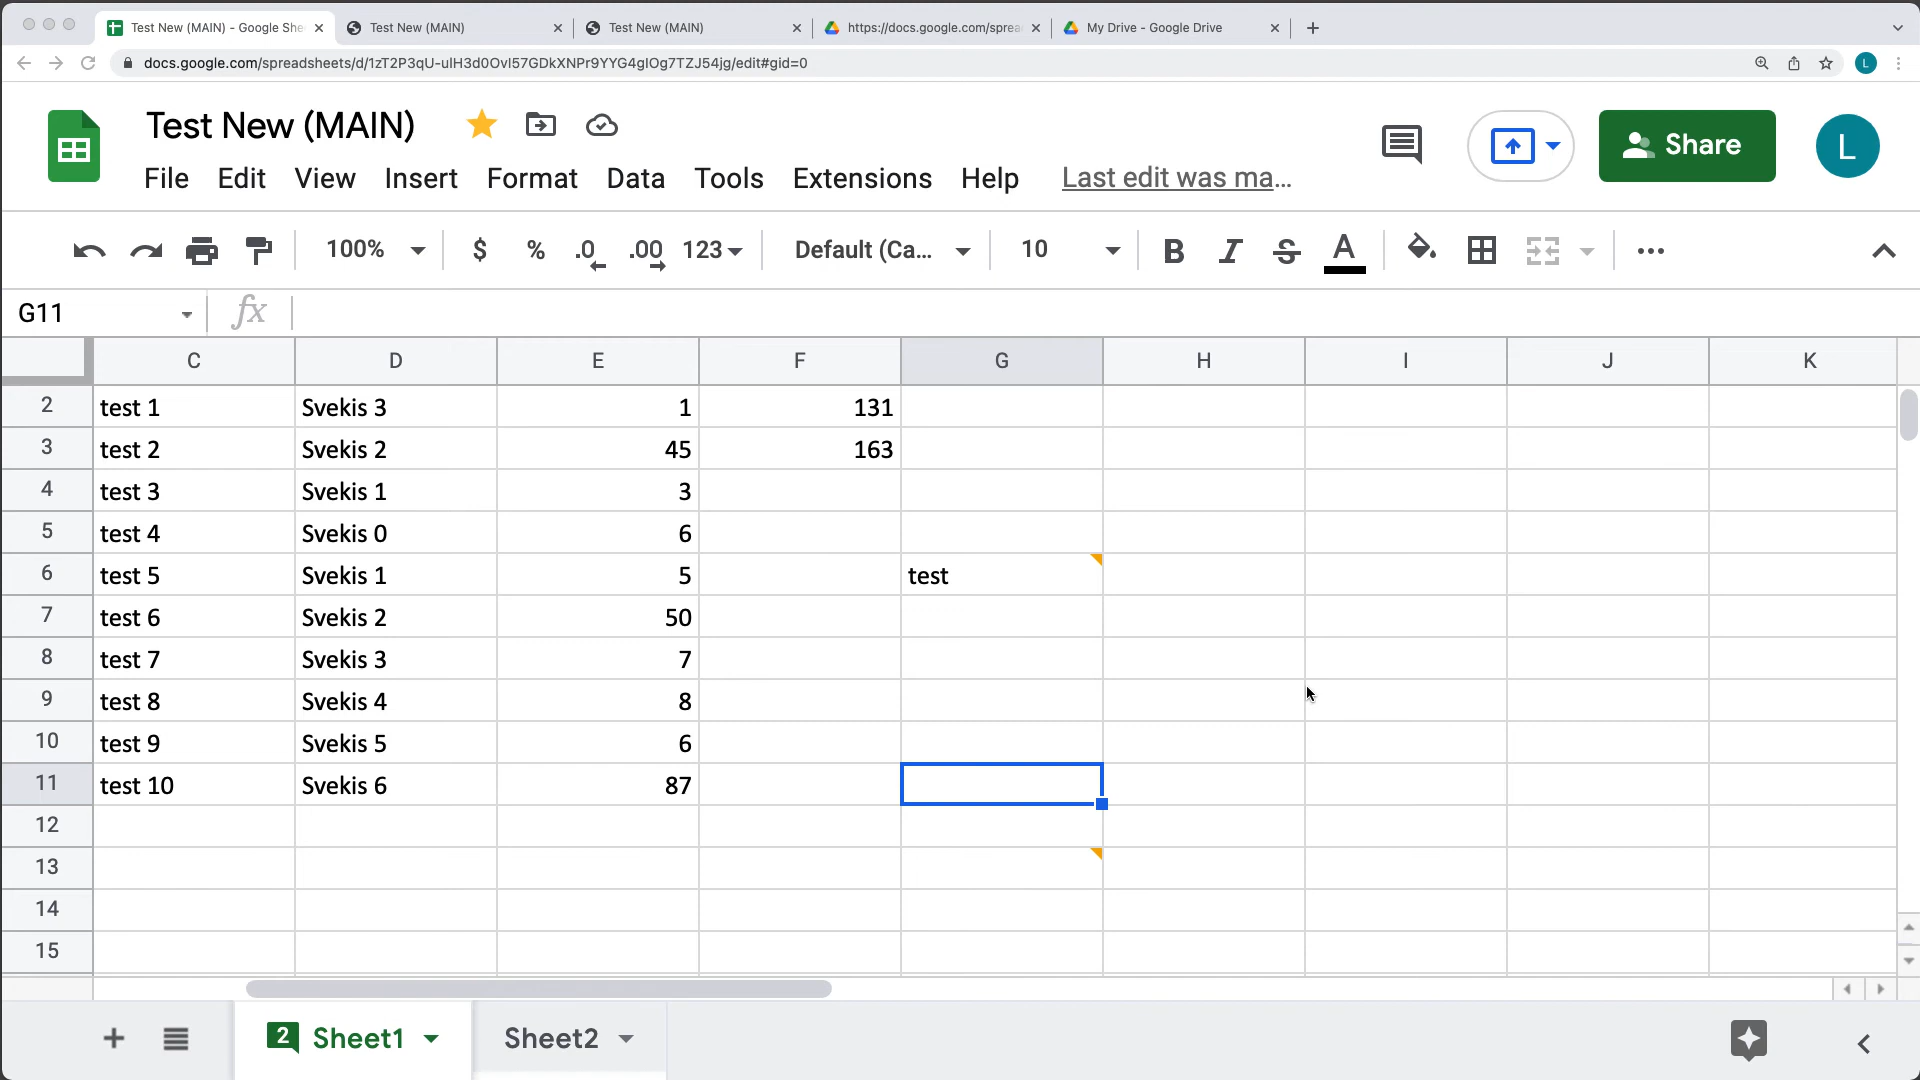 Test New (MAIN) - Google She
Test New (MAIN)
Test New (MAIN)
https://docs.google.com/sprea
My Drive - Google Drive
docs.google.com/spreadsheets/d/1zT2P3qU-uIH3d0Ovl57GDkXNPr9YYG4gIOg7TZJ54jg/edit#gid=0
L
Test New (MAIN)
File Edit View Insert Format Data Tools Extensions Help Last edit was ma...
Share
L
100% $ % .0 .00 123 Default (Ca... 10 B I S A
G11 fx
C D E F G H I J K
2 test 1 Svekis 3 1 131
3 test 2 Svekis 2 45 163
4 test 3 Svekis 1 3
5 test 4 Svekis 0 6
6 test 5 Svekis 1 5 test
7 test 6 Svekis 2 50
8 test 7 Svekis 3 7
9 test 8 Svekis 4 8
10 test 9 Svekis 5 6
11 test 10 Svekis 6 87
12
13
14
15
2 Sheet1 Sheet2